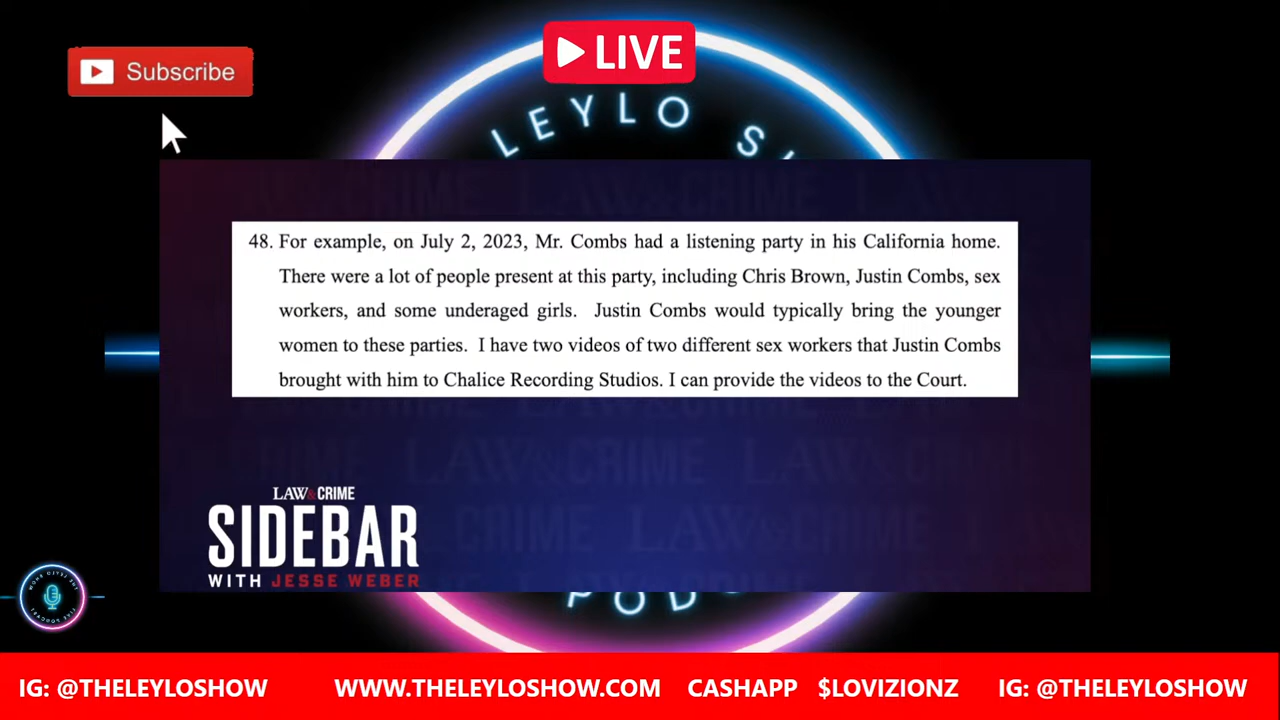 Subscribe
LIVE
LEYLO S
48. For example, on July 2, 2023, Mr. Combs had a listening party in his California home.
There were a lot of people present at this party, including Chris Brown, Justin Combs, sex
workers, and some underaged girls. Justin Combs would typically bring the younger
women to these parties. I have two videos of two different sex workers that Justin Combs
brought with him to Chalice Recording Studios. I can provide the videos to the Court.
LAW&CRIME
SIDEBAR
WITH JESSE WEBER
IG: @THELEYLOSHOW WWW.THELEYLOSHOW.COM CASHAPP $LOVIZIONZ IG: @THELEYLOSHOW